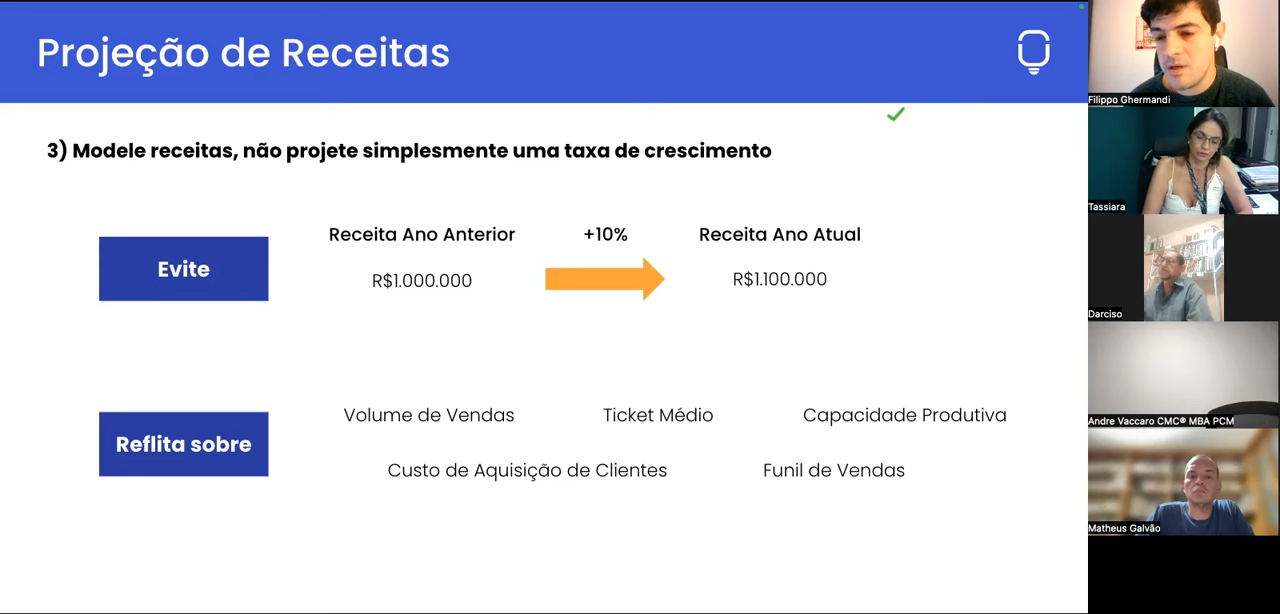 Projeção de Receitas
3) Modele receitas, não projete simplesmente uma taxa de crescimento
Evite
Receita Ano Anterior
+10%
Receita Ano Atual
R$1.000.000
R$1.100.000
Reflita sobre
Volume de Vendas
Ticket Médio
Capacidade Produtiva
Custo de Aquisição de Clientes
Funil de Vendas
Filippo Ghermandi
Tassiara
Darciso
Andre Vaccaro CMC® MBA PCM
Matheus Galvão